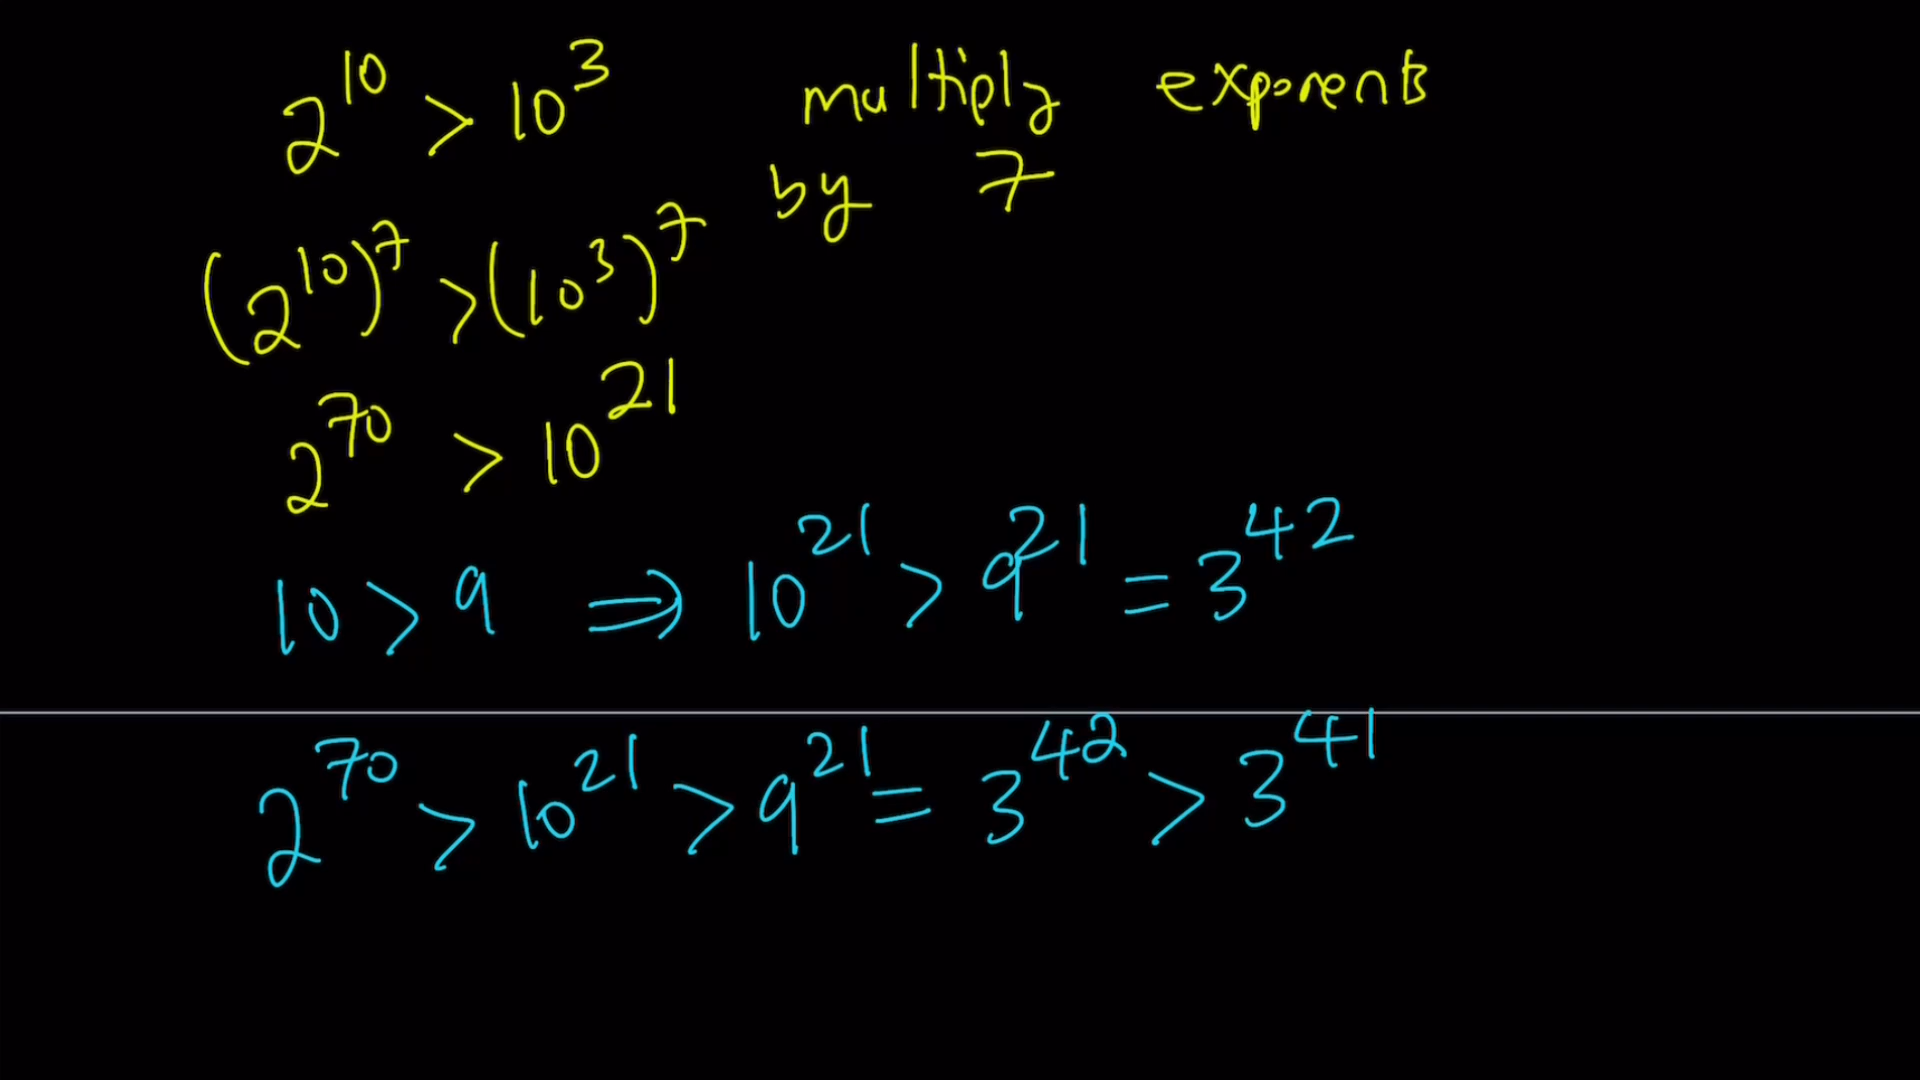 2^10 > 10^3 multiply exponents
by 7
(2^10)^7 > (10^3)^7
2^70 > 10^21
10 > 9 ⇒ 10^21 > 9^21 = 3^42
2^70 > 10^21 > 9^21 = 3^42 > 3^41